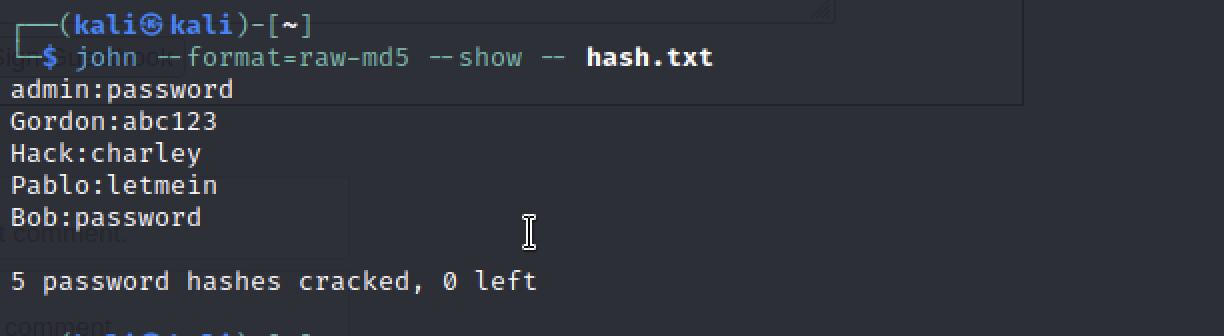 ┌──(kali㉿kali)-[~]
└─$ john --format=raw-md5 --show -- hash.txt
admin:password
Gordon:abc123
Hack:charley
Pablo:letmein
Bob:password
5 password hashes cracked, 0 left